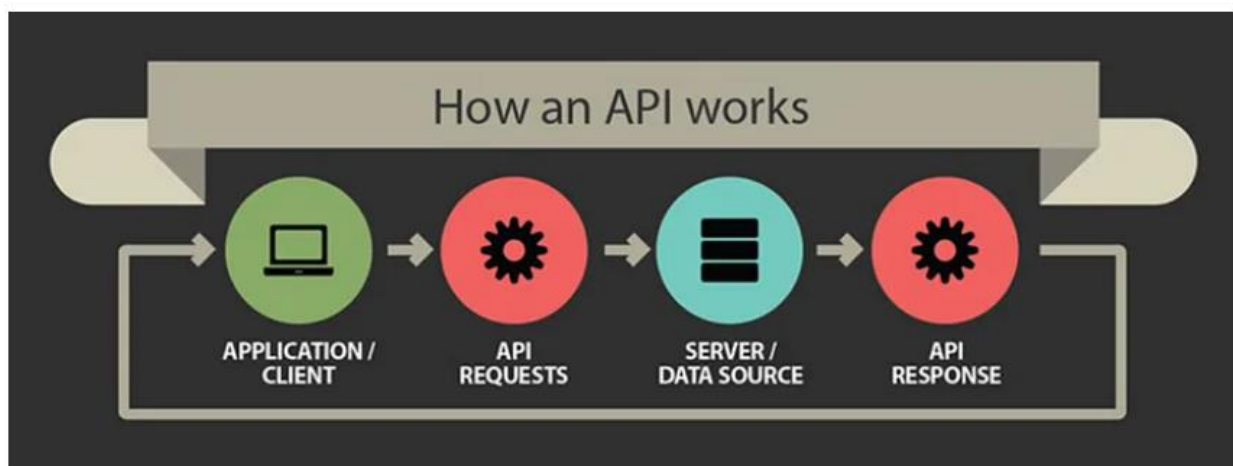 How an API works
APPLICATION /
CLIENT
API
REQUESTS
SERVER /
DATA SOURCE
API
RESPONSE